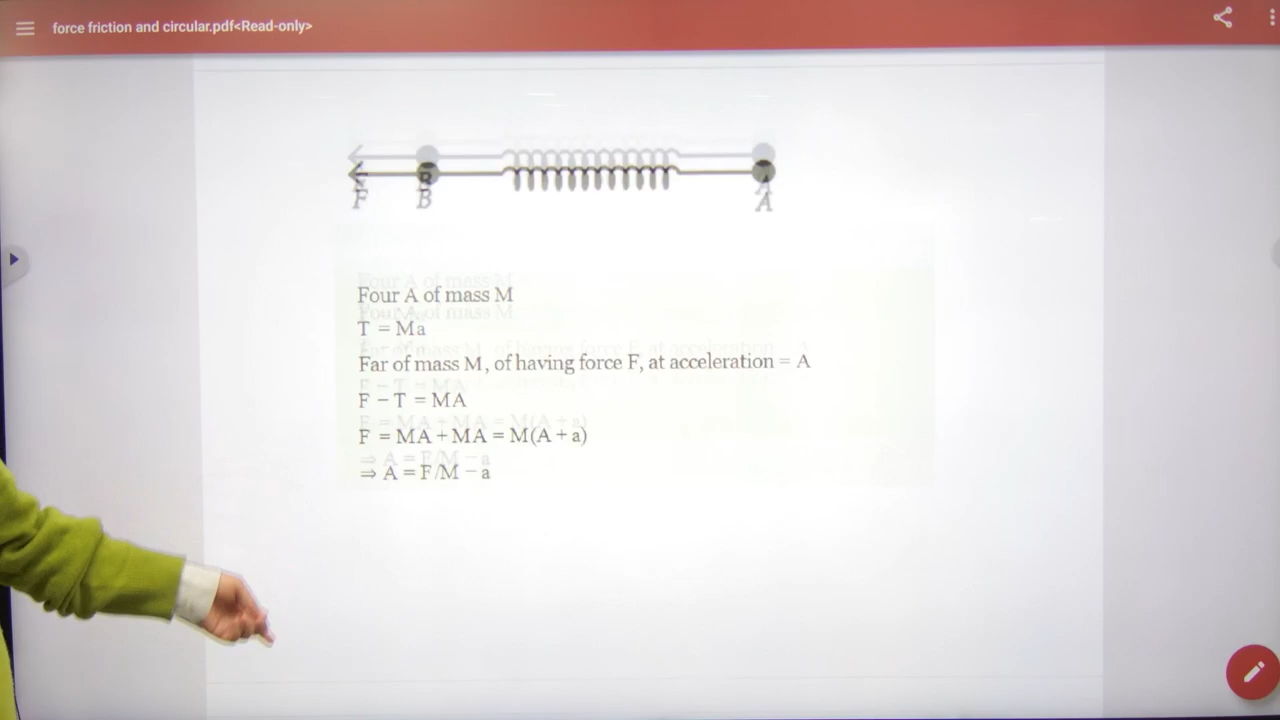 force friction and circular.pdf<Read-only>
F B A
Four A of mass M
T = Ma
Far of mass M, of having force F, at acceleration = A
F − T = MA
F = MA + MA = M(A + a)
⇒ A = F/M − a